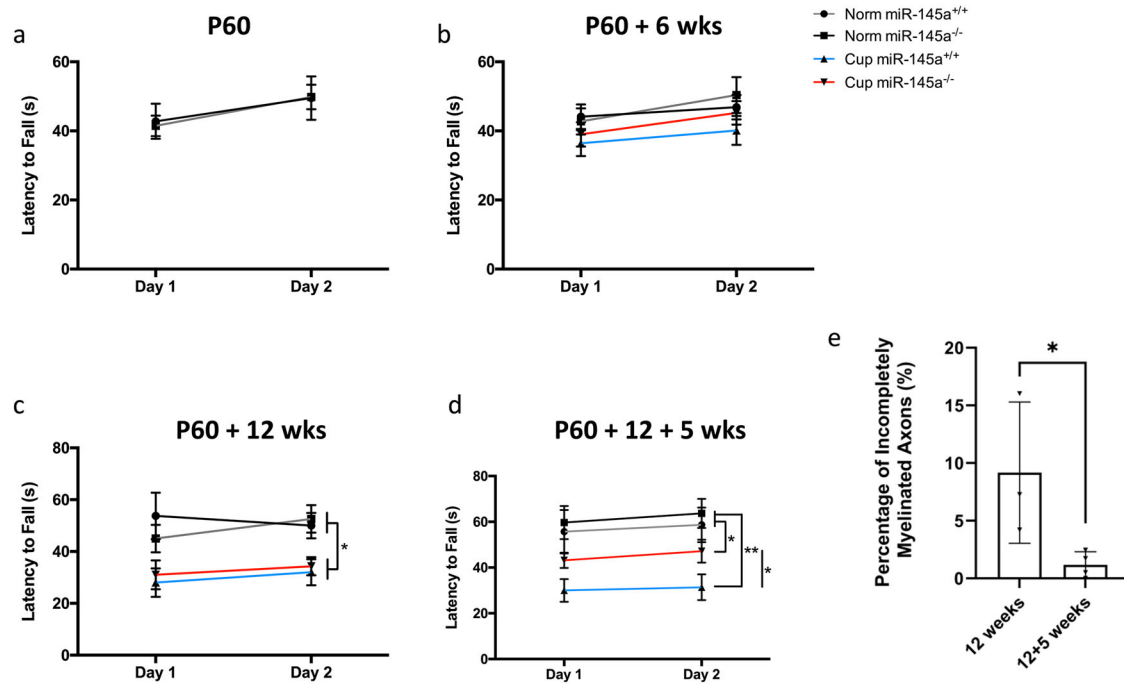 a
P60
Latency to Fall (s)
60
40
20
0
Day 1 Day 2
b
P60 + 6 wks
Latency to Fall (s)
60
40
20
0
Day 1 Day 2
Norm miR-145a+/+
Norm miR-145a-/-
Cup miR-145a+/+
Cup miR-145a-/-
c
P60 + 12 wks
Latency to Fall (s)
80
60
40
20
0
Day 1 Day 2
*
d
P60 + 12 + 5 wks
Latency to Fall (s)
80
60
40
20
0
Day 1 Day 2
*
**
*
e
Percentage of Incompletely
Myelinated Axons (%)
20
15
10
5
0
*
12 weeks
12+5 weeks